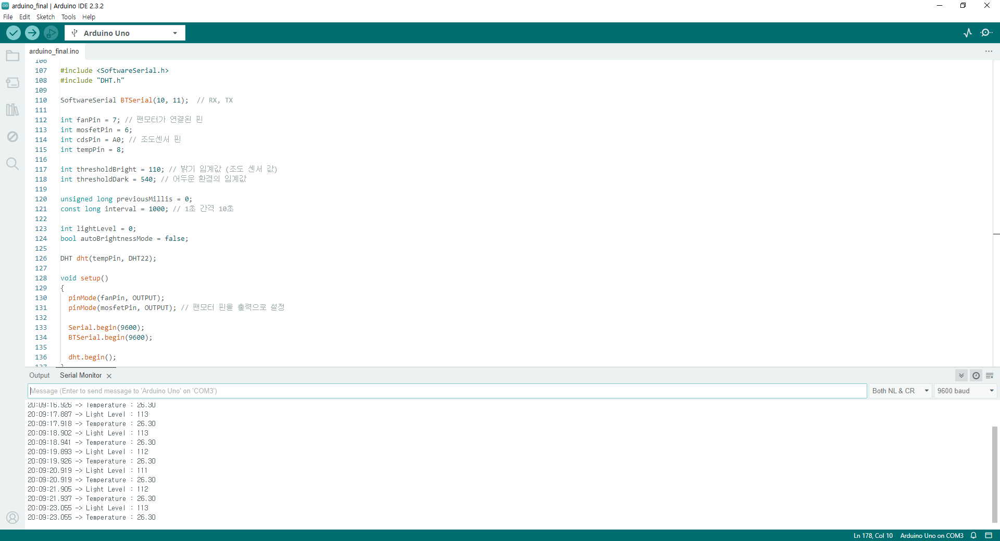 arduino_final | Arduino IDE 2.3.2
File Edit Sketch Tools Help
Arduino Uno
arduino_final.ino
106
107 #include <SoftwareSerial.h>
108 #include "DHT.h"
109
110 SoftwareSerial BTSerial(10, 11);  // RX, TX
111
112 int fanPin = 7; // 팬모터가 연결된 핀
113 int mosfetPin = 6;
114 int cdsPin = A0; // 조도센서 핀
115 int tempPin = 8;
116
117 int thresholdBright = 110; // 밝기 임계값 (조도 센서 값)
118 int thresholdDark = 540; // 어두운 환경의 임계값
119
120 unsigned long previousMillis = 0;
121 const long interval = 1000; // 1초 간격 10초
122
123 int lightLevel = 0;
124 bool autoBrightnessMode = false;
125
126 DHT dht(tempPin, DHT22);
127
128 void setup()
129 {
130   pinMode(fanPin, OUTPUT);
131   pinMode(mosfetPin, OUTPUT); // 팬모터 핀을 출력으로 설정
132
133   Serial.begin(9600);
134   BTSerial.begin(9600);
135
136   dht.begin();
137 }
Output Serial Monitor
Message (Enter to send message to 'Arduino Uno' on 'COM3')
Both NL & CR
9600 baud
20:09:16.926 -> Temperature : 26.30
20:09:17.887 -> Light Level : 113
20:09:17.918 -> Temperature : 26.30
20:09:18.902 -> Light Level : 113
20:09:18.941 -> Temperature : 26.30
20:09:19.893 -> Light Level : 112
20:09:19.926 -> Temperature : 26.30
20:09:20.919 -> Light Level : 111
20:09:20.919 -> Temperature : 26.30
20:09:21.905 -> Light Level : 112
20:09:21.937 -> Temperature : 26.30
20:09:23.055 -> Light Level : 113
20:09:23.055 -> Temperature : 26.30
Ln 178, Col 10 Arduino Uno on COM3